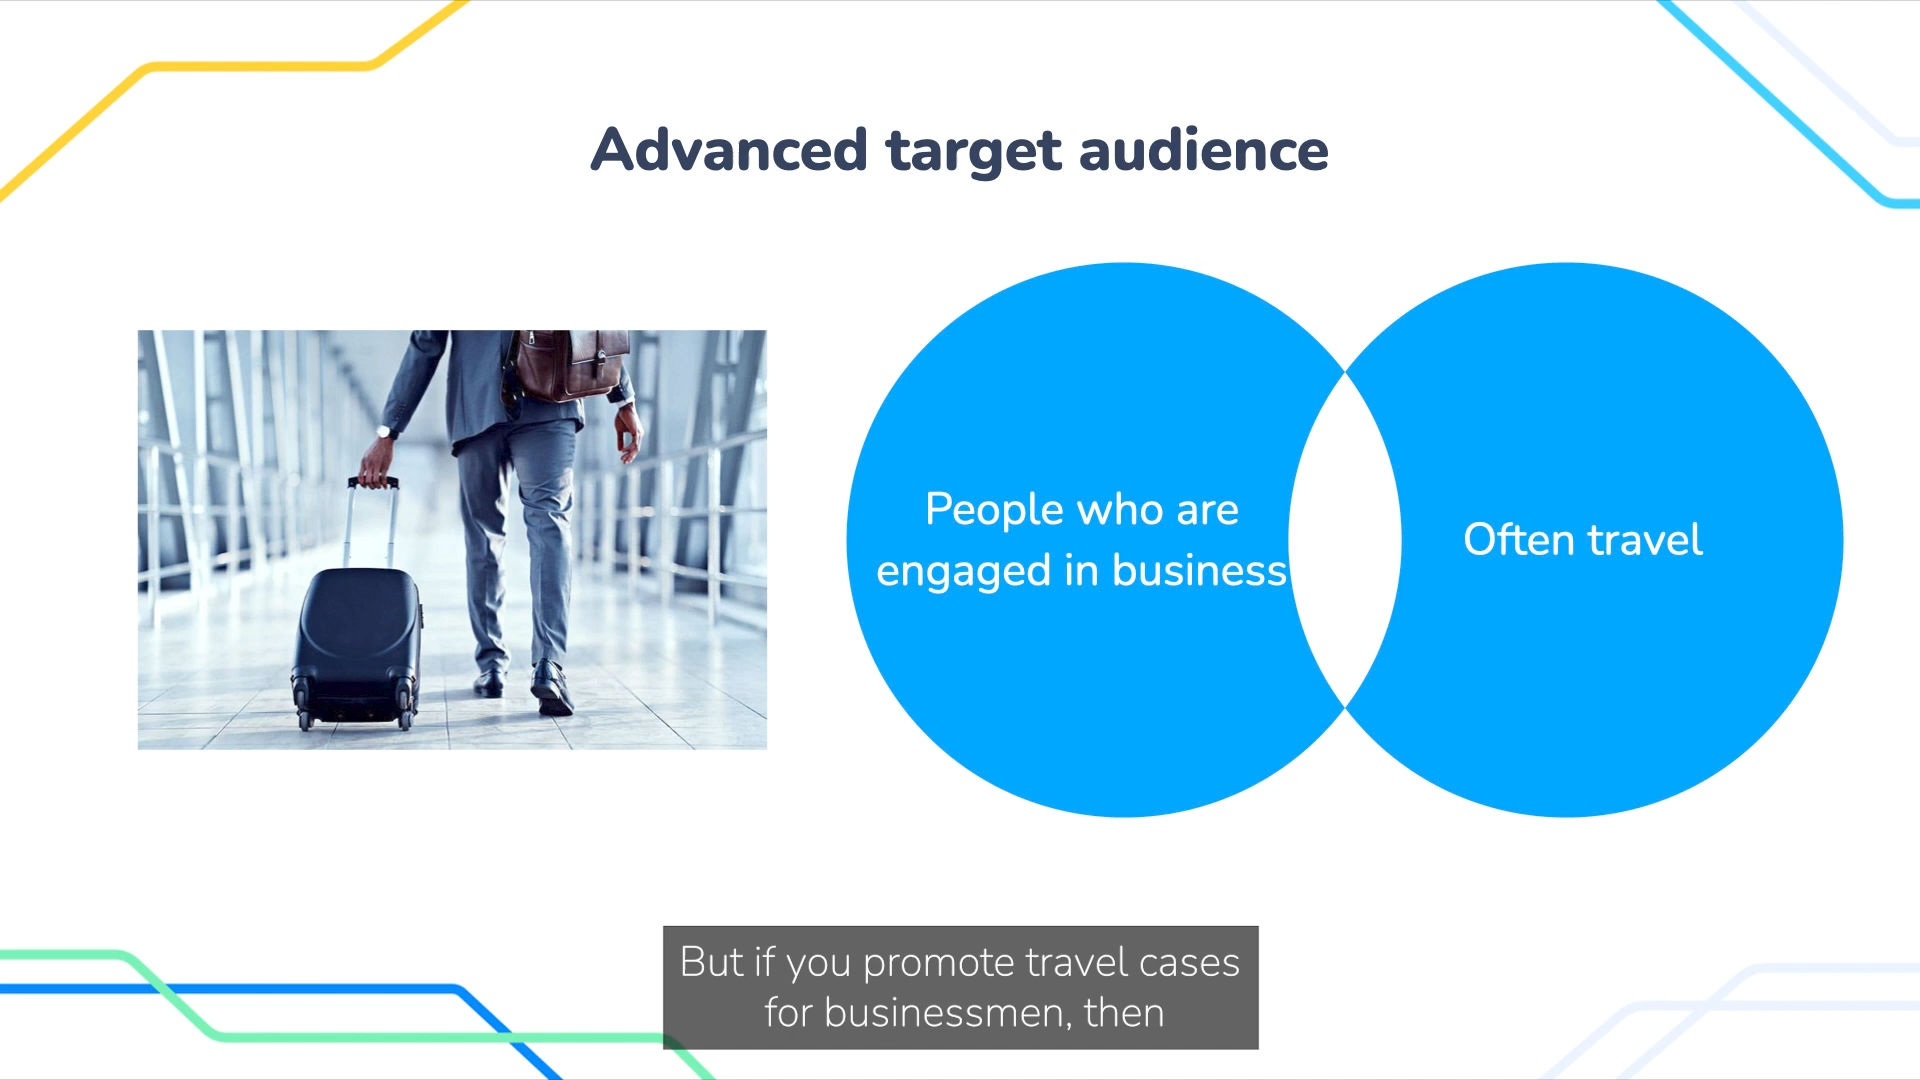 Advanced target audience
People who are
engaged in business
Often travel
But if you promote travel cases
for businessmen, then